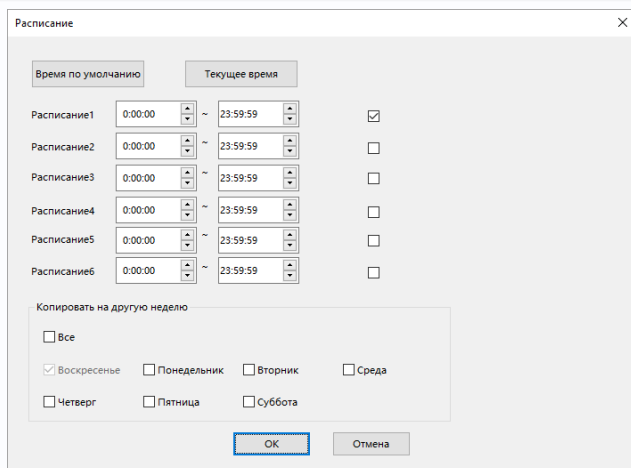 Расписание
Время по умолчанию Текущее время
Расписание1 0:00:00 ~ 23:59:59
Расписание2 0:00:00 ~ 23:59:59
Расписание3 0:00:00 ~ 23:59:59
Расписание4 0:00:00 ~ 23:59:59
Расписание5 0:00:00 ~ 23:59:59
Расписание6 0:00:00 ~ 23:59:59
Копировать на другую неделю
Все
Воскресенье Понедельник Вторник Среда
Четверг Пятница Суббота
OK Отмена